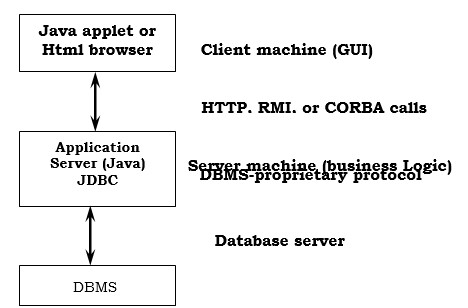 Java applet or
Html browser
Client machine (GUI)
HTTP. RMI. or CORBA calls
Application
Server (Java)
JDBC
Server machine (business Logic)
DBMS-proprietary protocol
Database server
DBMS